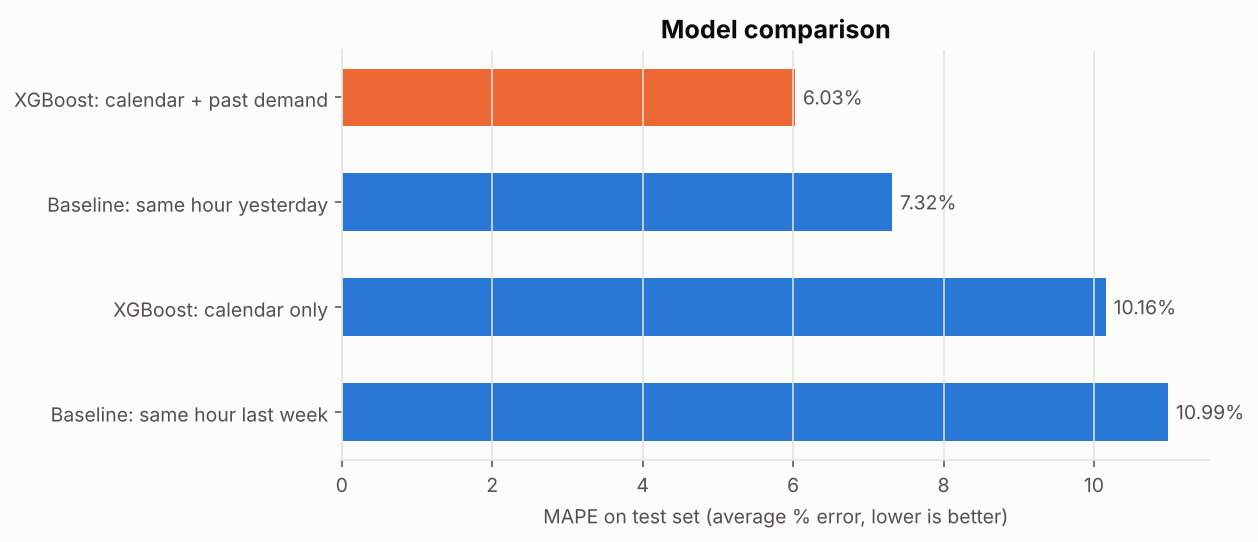 Model comparison
XGBoost: calendar + past demand
6.03%
Baseline: same hour yesterday
7.32%
XGBoost: calendar only
10.16%
Baseline: same hour last week
10.99%
0 2 4 6 8 10
MAPE on test set (average % error, lower is better)